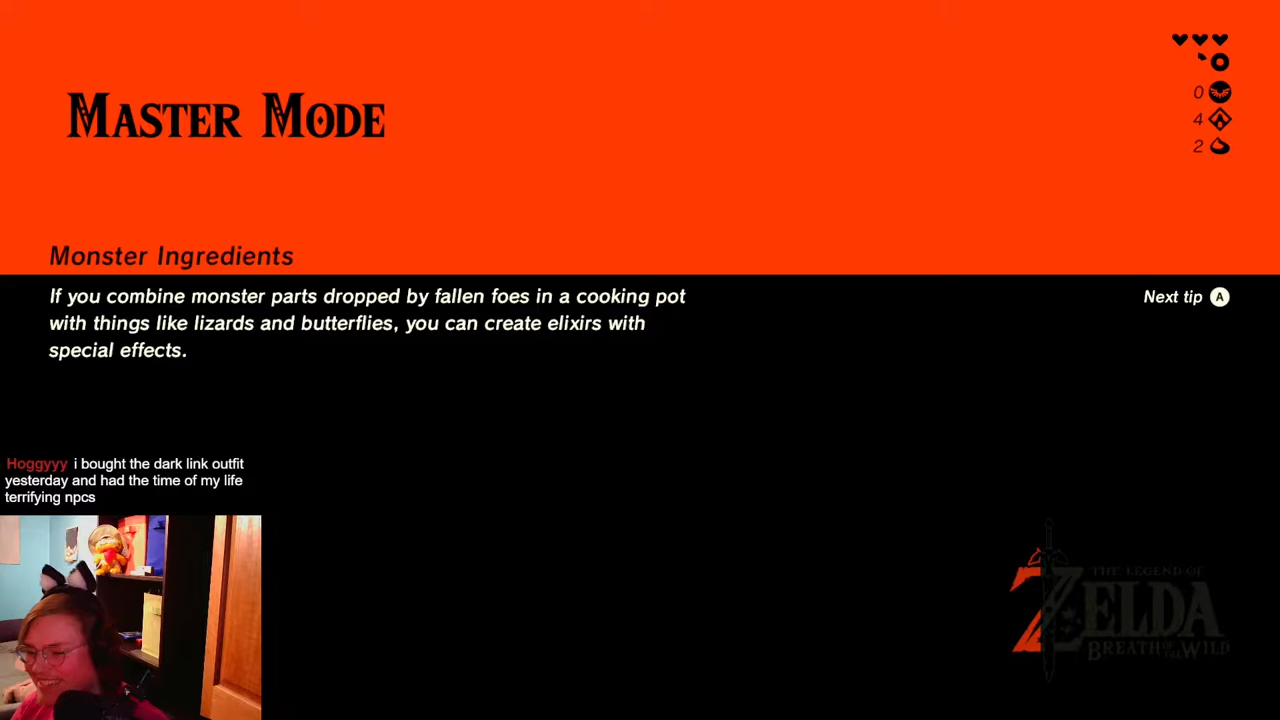 MASTER MODE
0
4
2
Monster Ingredients
If you combine monster parts dropped by fallen foes in a cooking pot
with things like lizards and butterflies, you can create elixirs with
special effects.
Next tip A
Hoggyyy i bought the dark link outfit
yesterday and had the time of my life
terrifying npcs
THE LEGEND OF
ZELDA
BREATH OF THE WILD